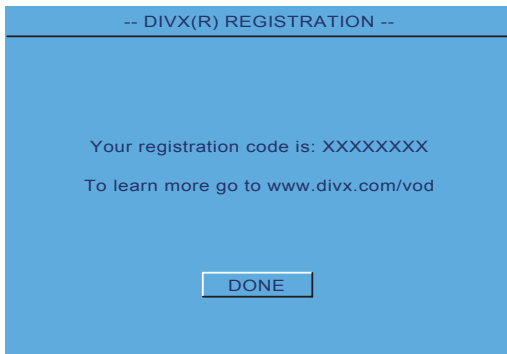 -- DIVX(R) REGISTRATION --
Your registration code is: XXXXXXXX
To learn more go to www.divx.com/vod
DONE